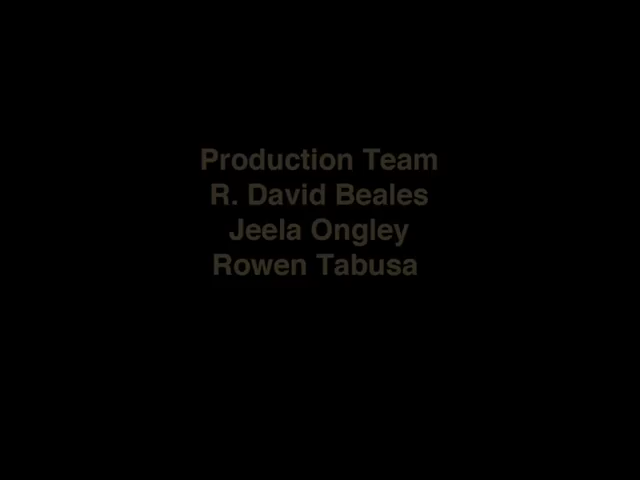 Production Team
R. David Beales
Jeela Ongley
Rowen Tabusa